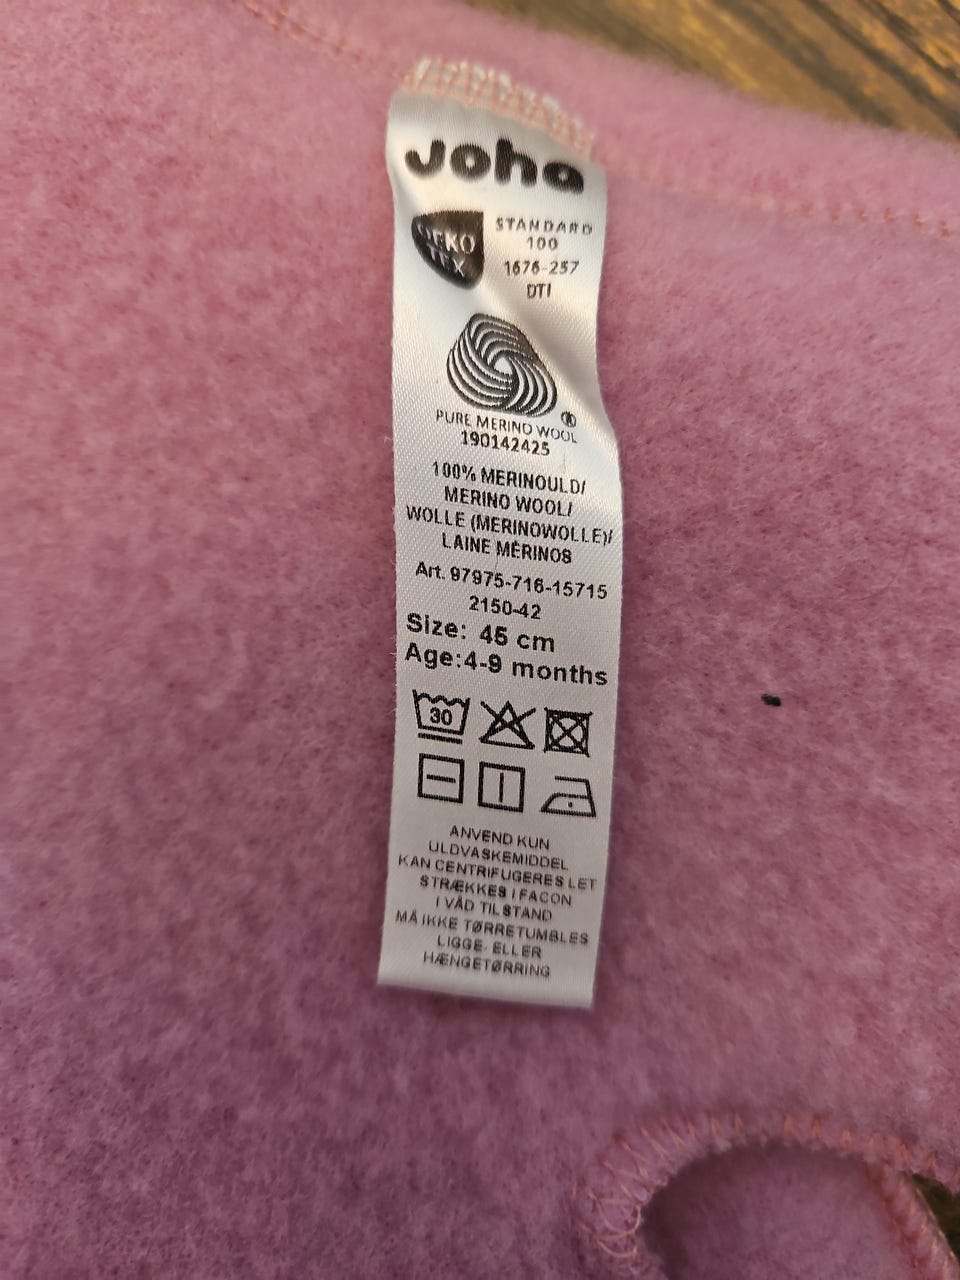 Joha
OEKO
TEX
STANDARD
100
1676-257
DTI
PURE MERINO WOOL
190142425
100% MERINOULD/
MERINO WOOL/
WOLLE (MERINOWOLLE)/
LAINE MÉRINOS
Art. 97975-716-15715
2150-42
Size: 45 cm
Age:4-9 months
30
ANVEND KUN
ULDVASKEMIDDEL
KAN CENTRIFUGERES LET
STRÆKKES I FACON
I VÅD TILSTAND
MÅ IKKE TØRRETUMBLES
LIGGE- ELLER
HÆNGETØRRING